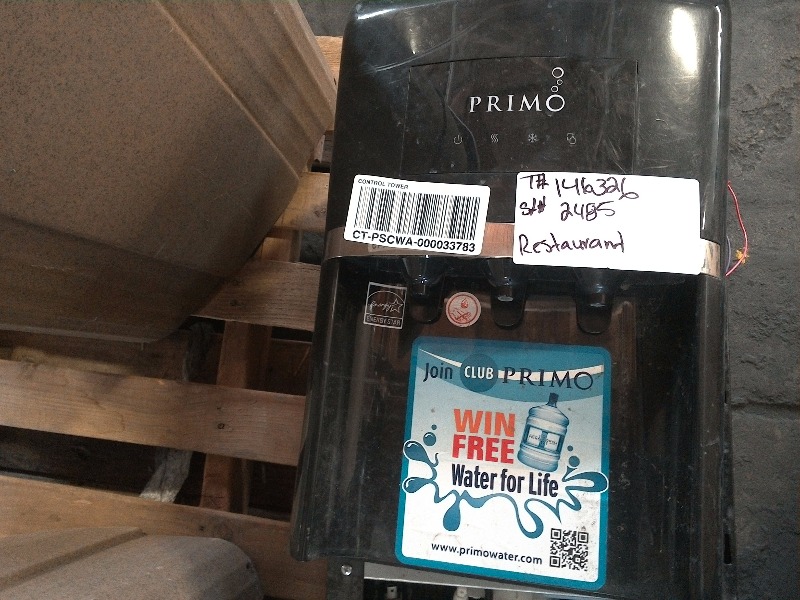 PRIMO
CONTROL TOWER
CT-PSCWA-000033783
T# 146326
S# 2485
Restaurant
ENERGY STAR
Join CLUB PRIMO
WIN
FREE
Water for Life
www.primowater.com